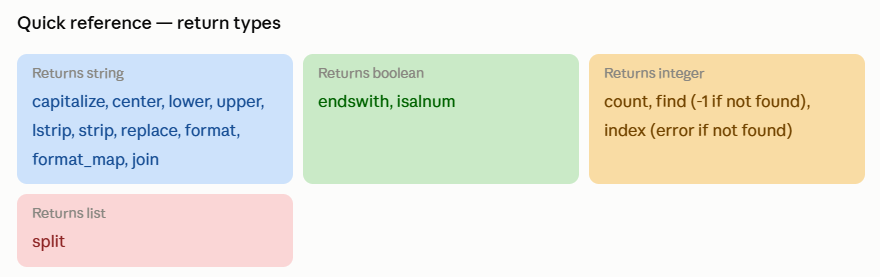 Quick reference — return types
Returns string
capitalize, center, lower, upper,
lstrip, strip, replace, format,
format_map, join
Returns boolean
endswith, isalnum
Returns integer
count, find (-1 if not found),
index (error if not found)
Returns list
split